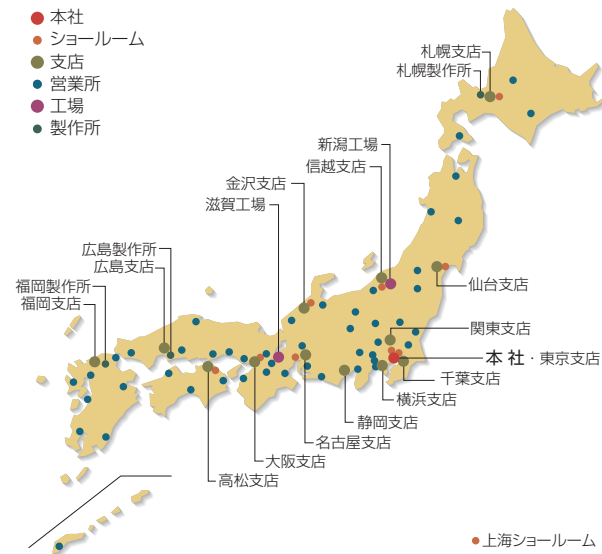 本社
ショールーム
支店
営業所
工場
製作所
札幌支店
札幌製作所
新潟工場
信越支店
金沢支店
滋賀工場
広島製作所
広島支店
福岡製作所
福岡支店
仙台支店
関東支店
本社・東京支店
千葉支店
横浜支店
静岡支店
名古屋支店
大阪支店
高松支店
上海ショールーム